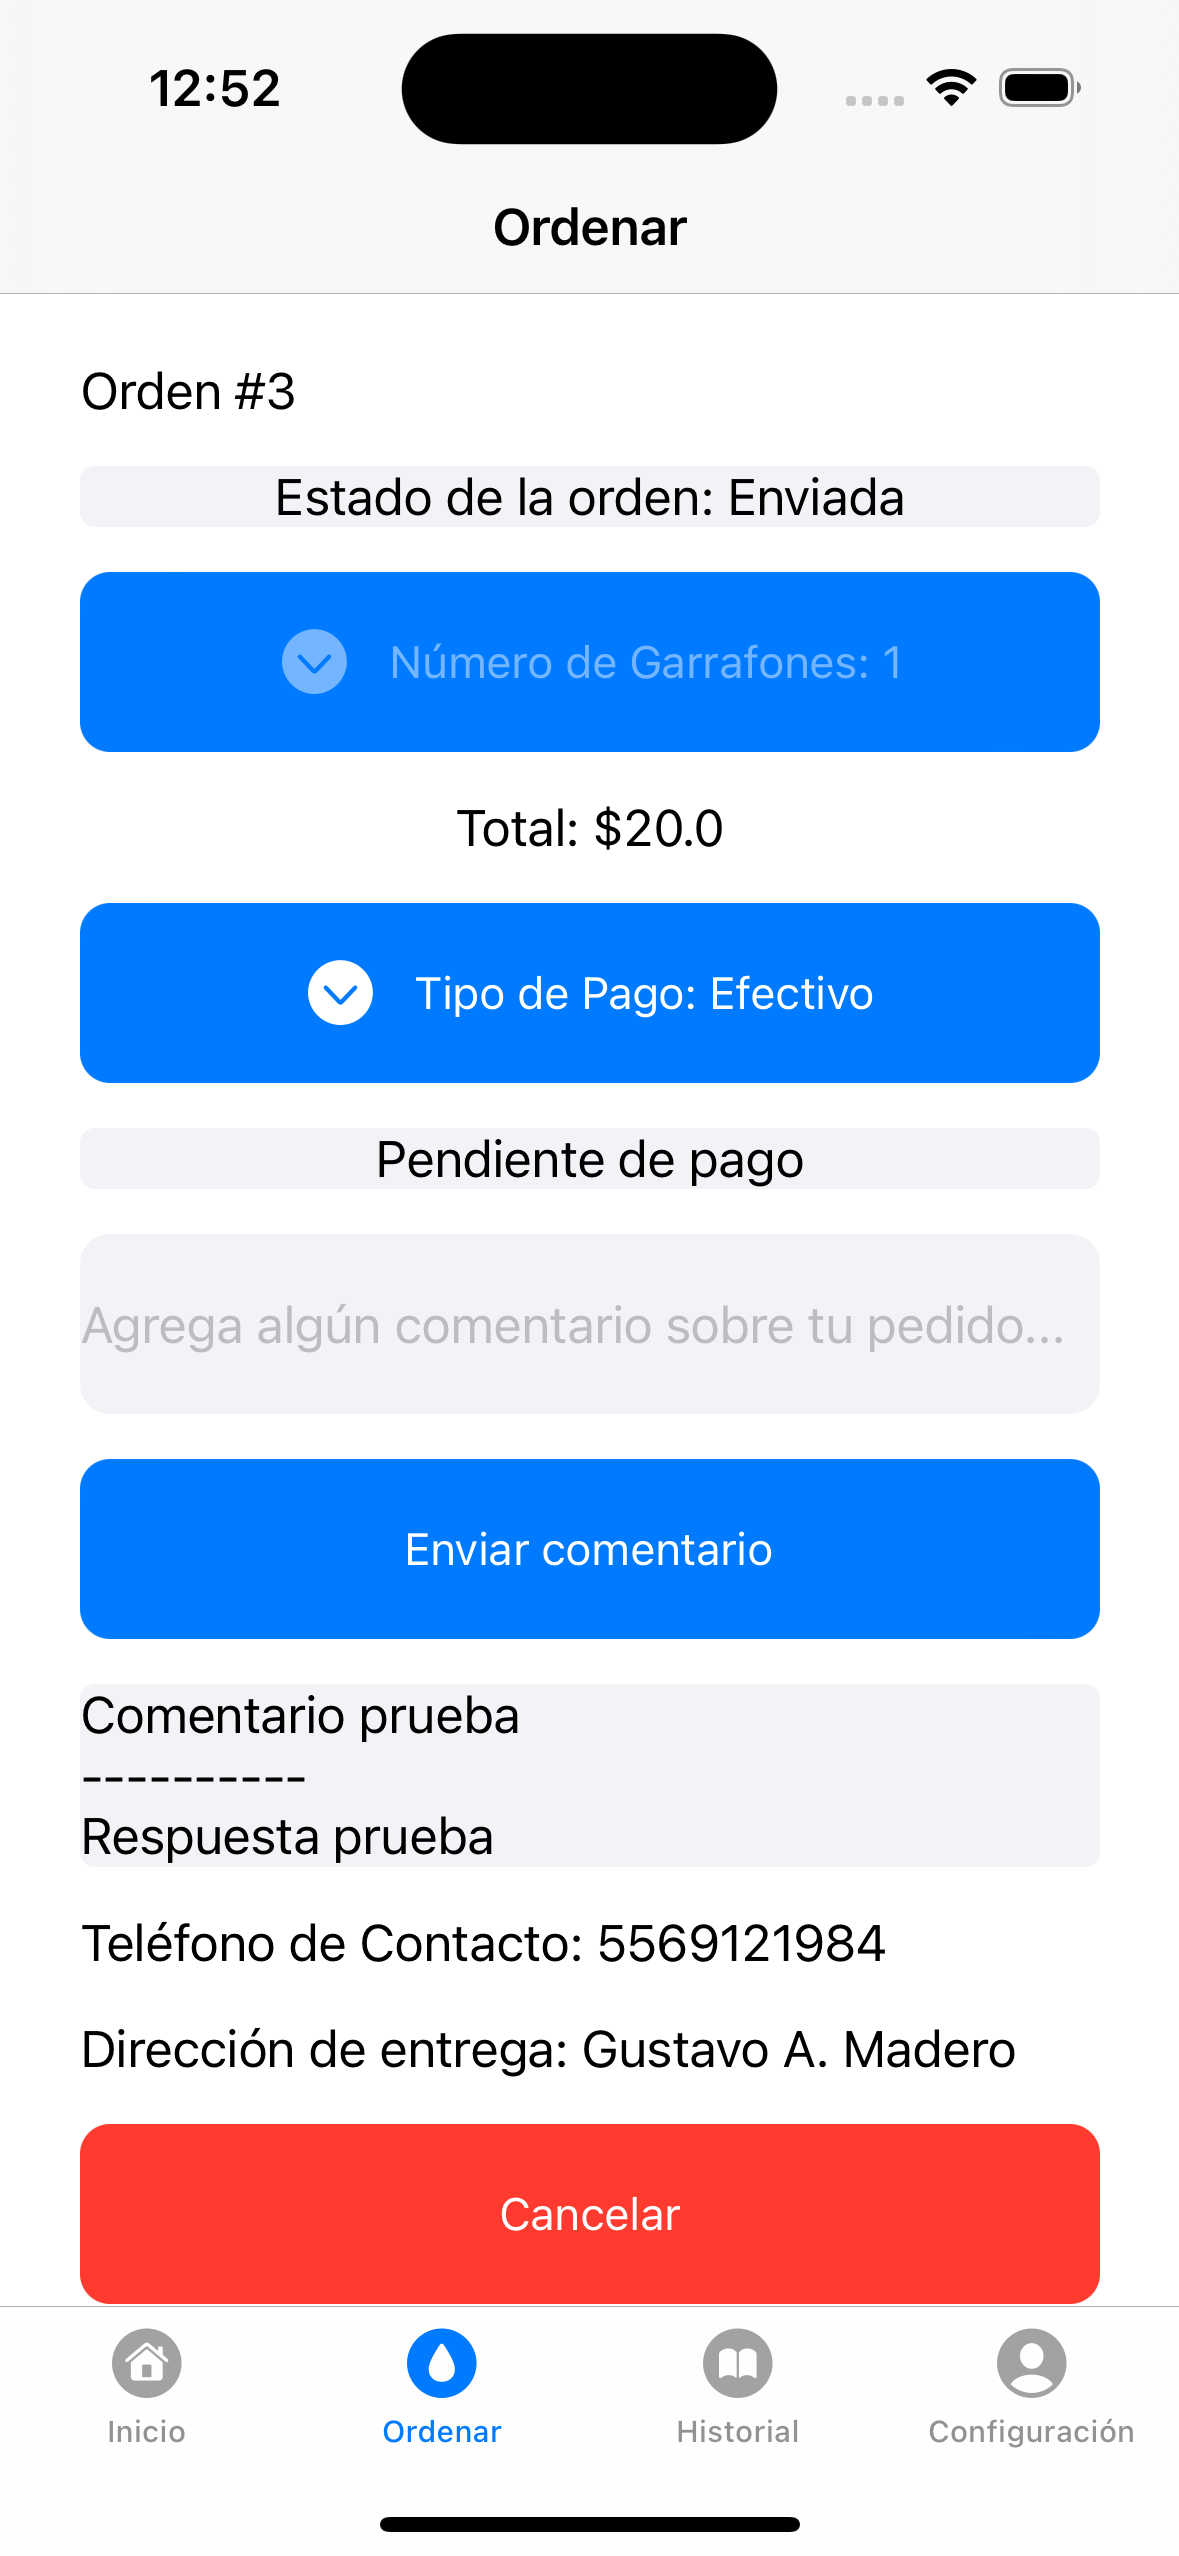 12:52
Ordenar
Orden #3
Estado de la orden: Enviada
Número de Garrafones: 1
Total: $20.0
Tipo de Pago: Efectivo
Pendiente de pago
Agrega algún comentario sobre tu pedido...
Enviar comentario
Comentario prueba
----------
Respuesta prueba
Teléfono de Contacto: 5569121984
Dirección de entrega: Gustavo A. Madero
Cancelar
Inicio
Ordenar
Historial
Configuración